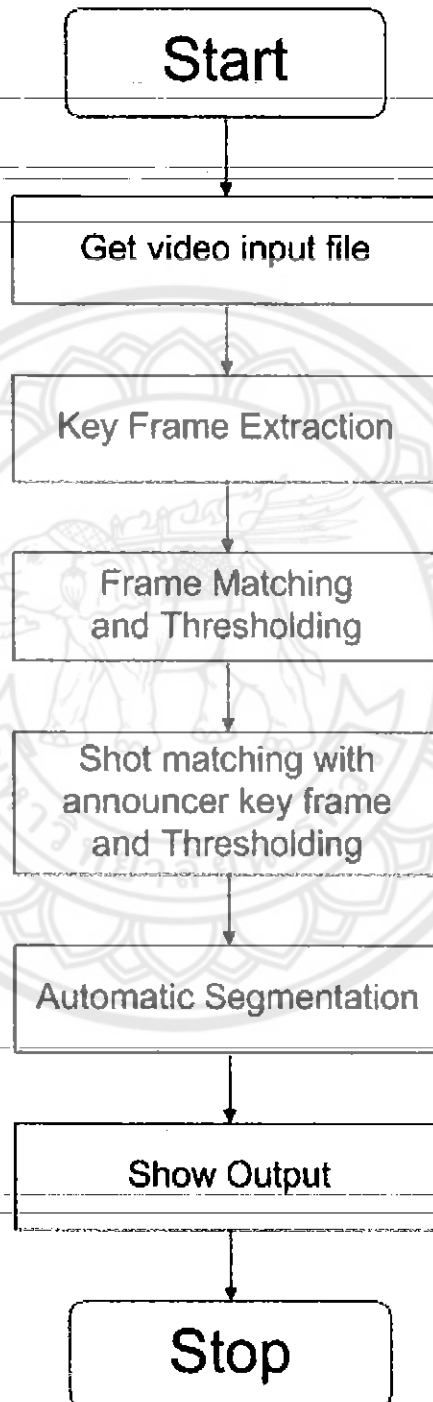 Start
Get video input file
Key Frame Extraction
Frame Matching
and Thresholding
Shot matching with
announcer key frame
and Thresholding
Automatic Segmentation
Show Output
Stop